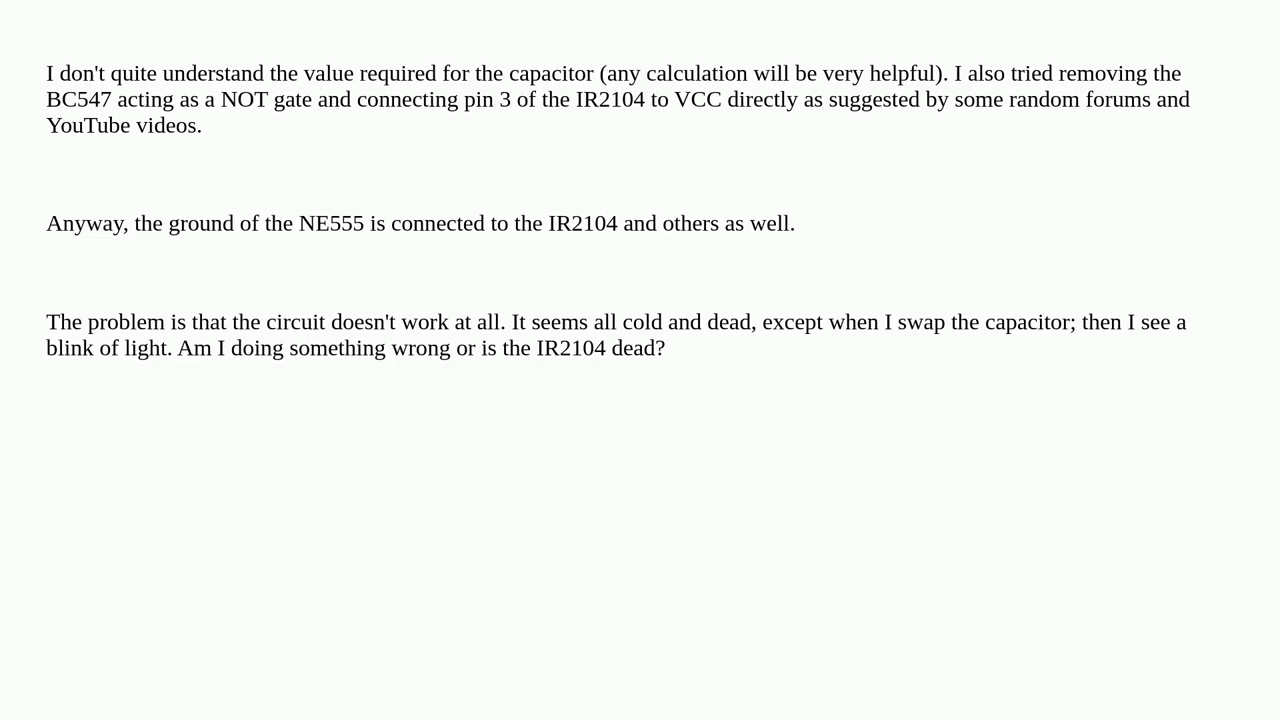 I don't quite understand the value required for the capacitor (any calculation will be very helpful). I also tried removing the
BC547 acting as a NOT gate and connecting pin 3 of the IR2104 to VCC directly as suggested by some random forums and
YouTube videos.
Anyway, the ground of the NE555 is connected to the IR2104 and others as well.
The problem is that the circuit doesn't work at all. It seems all cold and dead, except when I swap the capacitor; then I see a
blink of light. Am I doing something wrong or is the IR2104 dead?